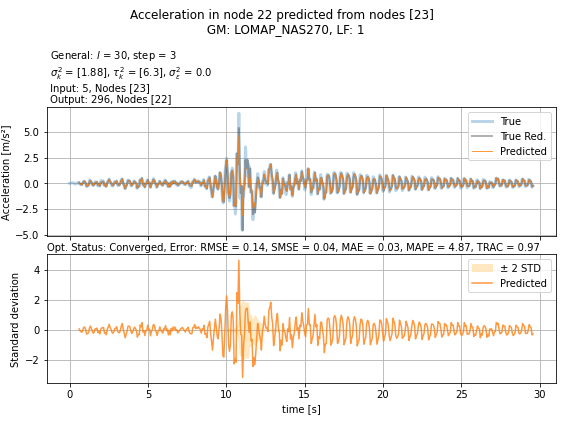 Acceleration in node 22 predicted from nodes [23]
GM: LOMAP_NAS270, LF: 1
General: l = 30, step = 3
σ²ₖ = [1.88], τ²ₖ = [6.3], σ²ε = 0.0
Input: 5, Nodes [23]
Output: 296, Nodes [22]
True
True Red.
Predicted
Acceleration [m/s²]
5.0
2.5
0.0
−2.5
−5.0
Opt. Status: Converged, Error: RMSE = 0.14, SMSE = 0.04, MAE = 0.03, MAPE = 4.87, TRAC = 0.97
± 2 STD
Predicted
Standard deviation
4
2
0
−2
0 5 10 15 20 25 30
time [s]